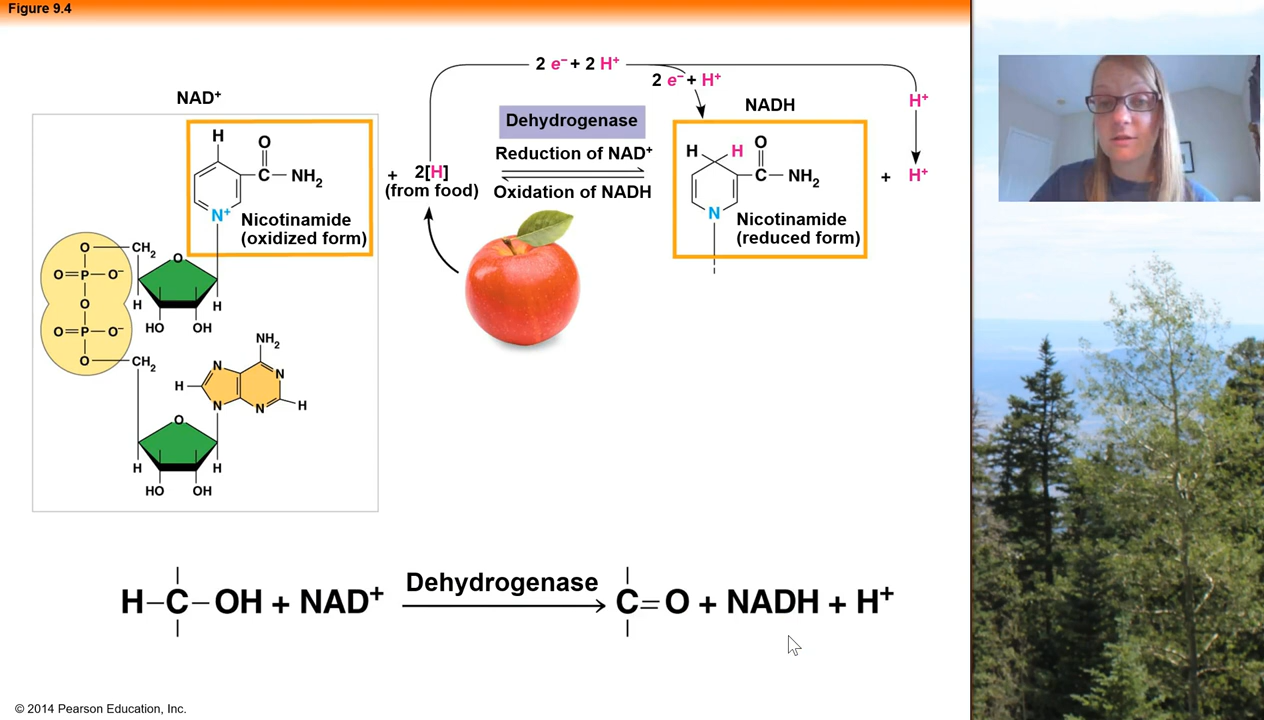 Figure 9.4
2 e⁻ + 2 H⁺
2 e⁻ + H⁺
H⁺
NAD⁺
Dehydrogenase
NADH
Reduction of NAD⁺
Oxidation of NADH
H
O
C
NH₂
N⁺
Nicotinamide
(oxidized form)
+ 2[H]
(from food)
H
H
O
C
NH₂
N
Nicotinamide
(reduced form)
+ H⁺
O
CH₂
O
O=P–O⁻
H
H
O
HO
OH
O=P–O⁻
O
CH₂
NH₂
N
N
H
N
N
H
O
H
H
HO
OH
H–C–OH + NAD⁺
Dehydrogenase
C=O + NADH + H⁺
© 2014 Pearson Education, Inc.